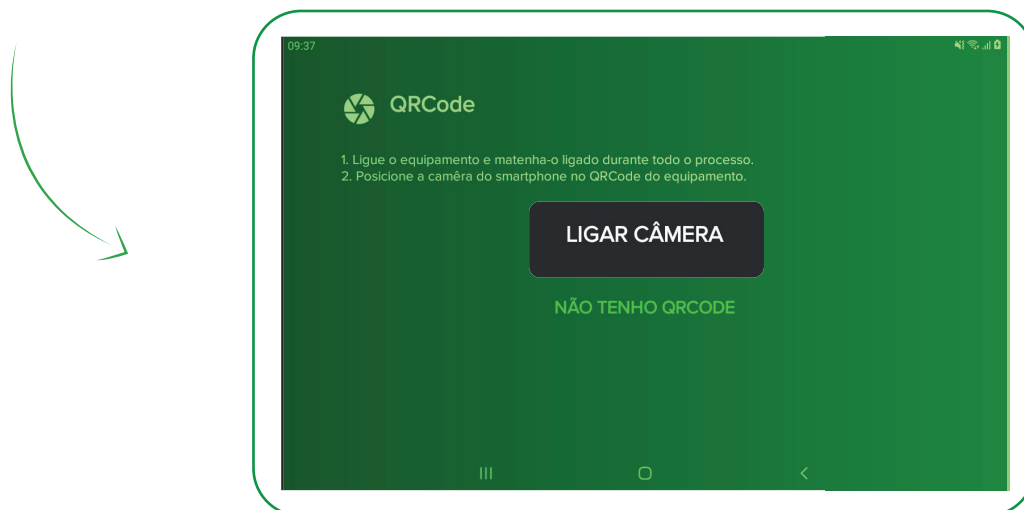 09:37
QRCode
1. Ligue o equipamento e matenha-o ligado durante todo o processo.
2. Posicione a camêra do smartphone no QRCode do equipamento.
LIGAR CÂMERA
NÃO TENHO QRCODE